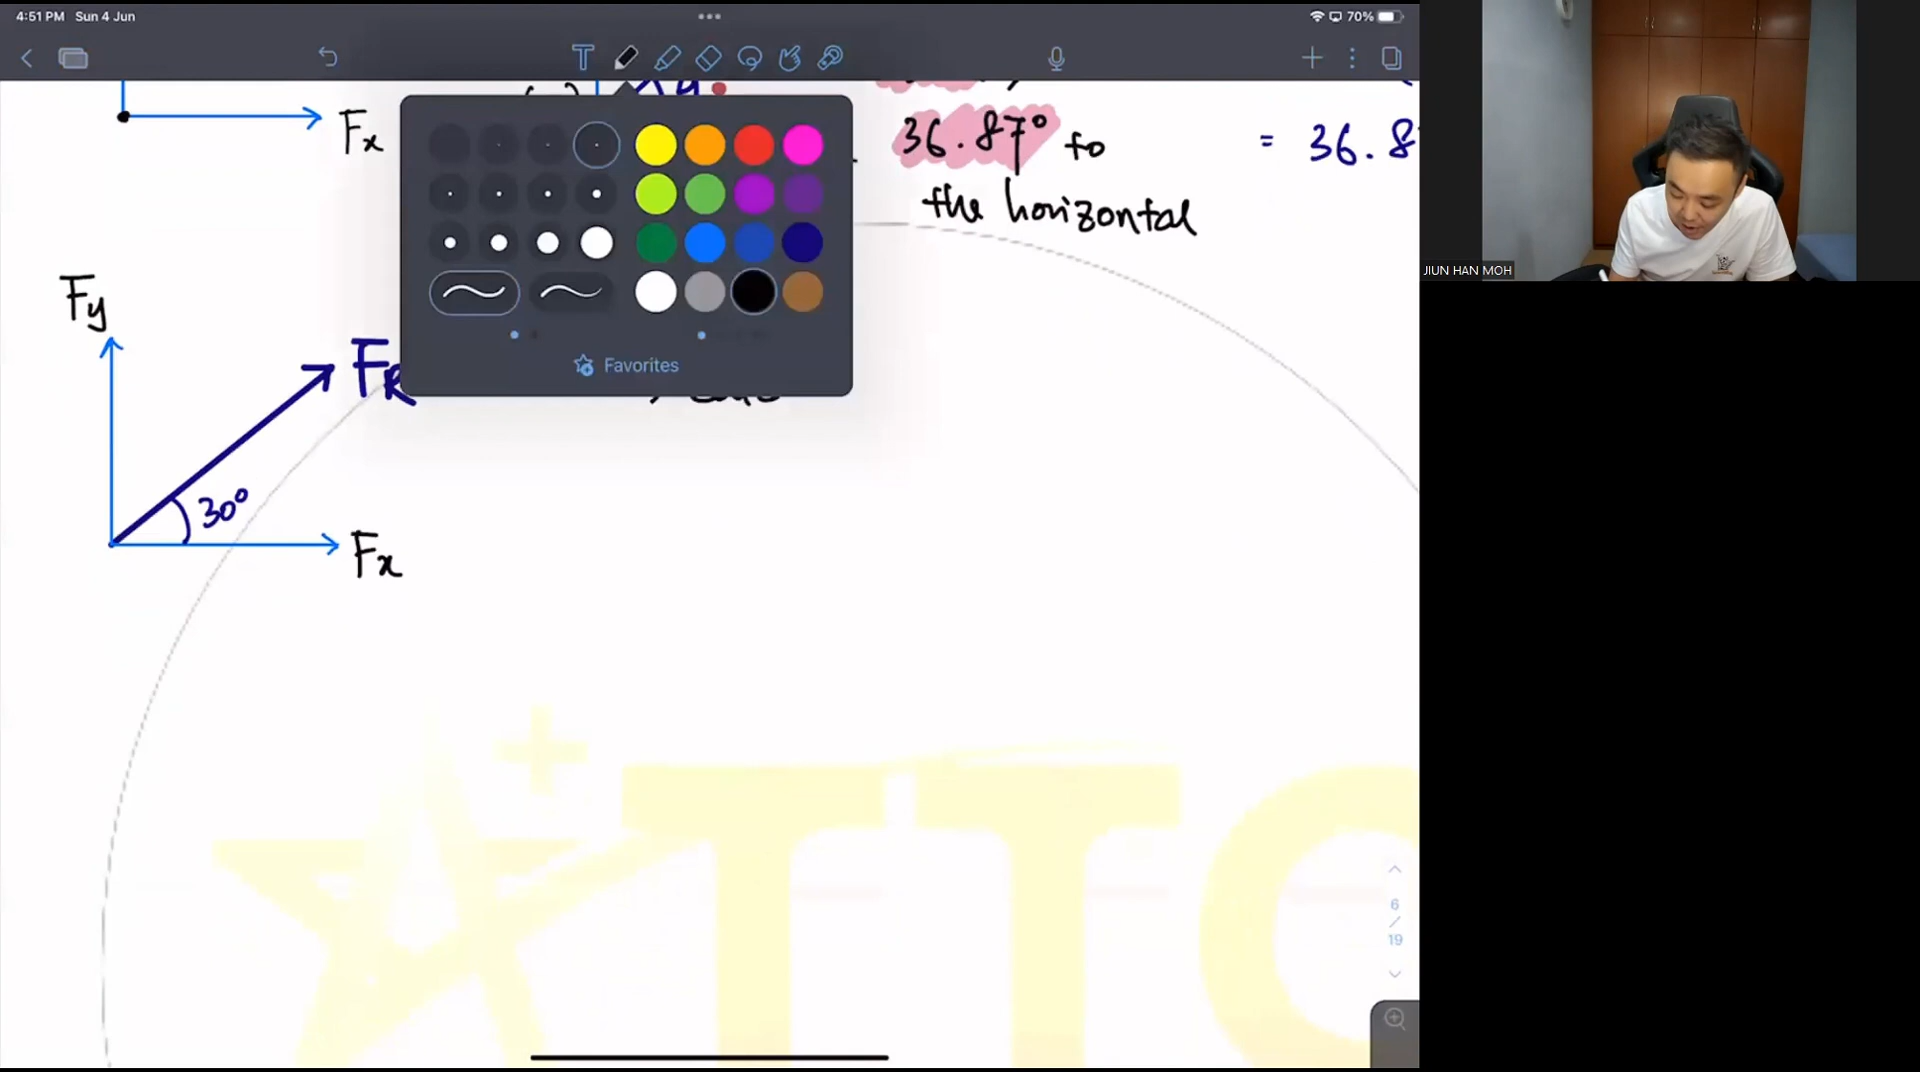 4:51 PM Sun 4 Jun
70%
T
Fx
36.87° to
= 36.8
the horizontal
JIUN HAN MOH
Fy
FR
Favorites
30°
Fx
TTC
6
/
19